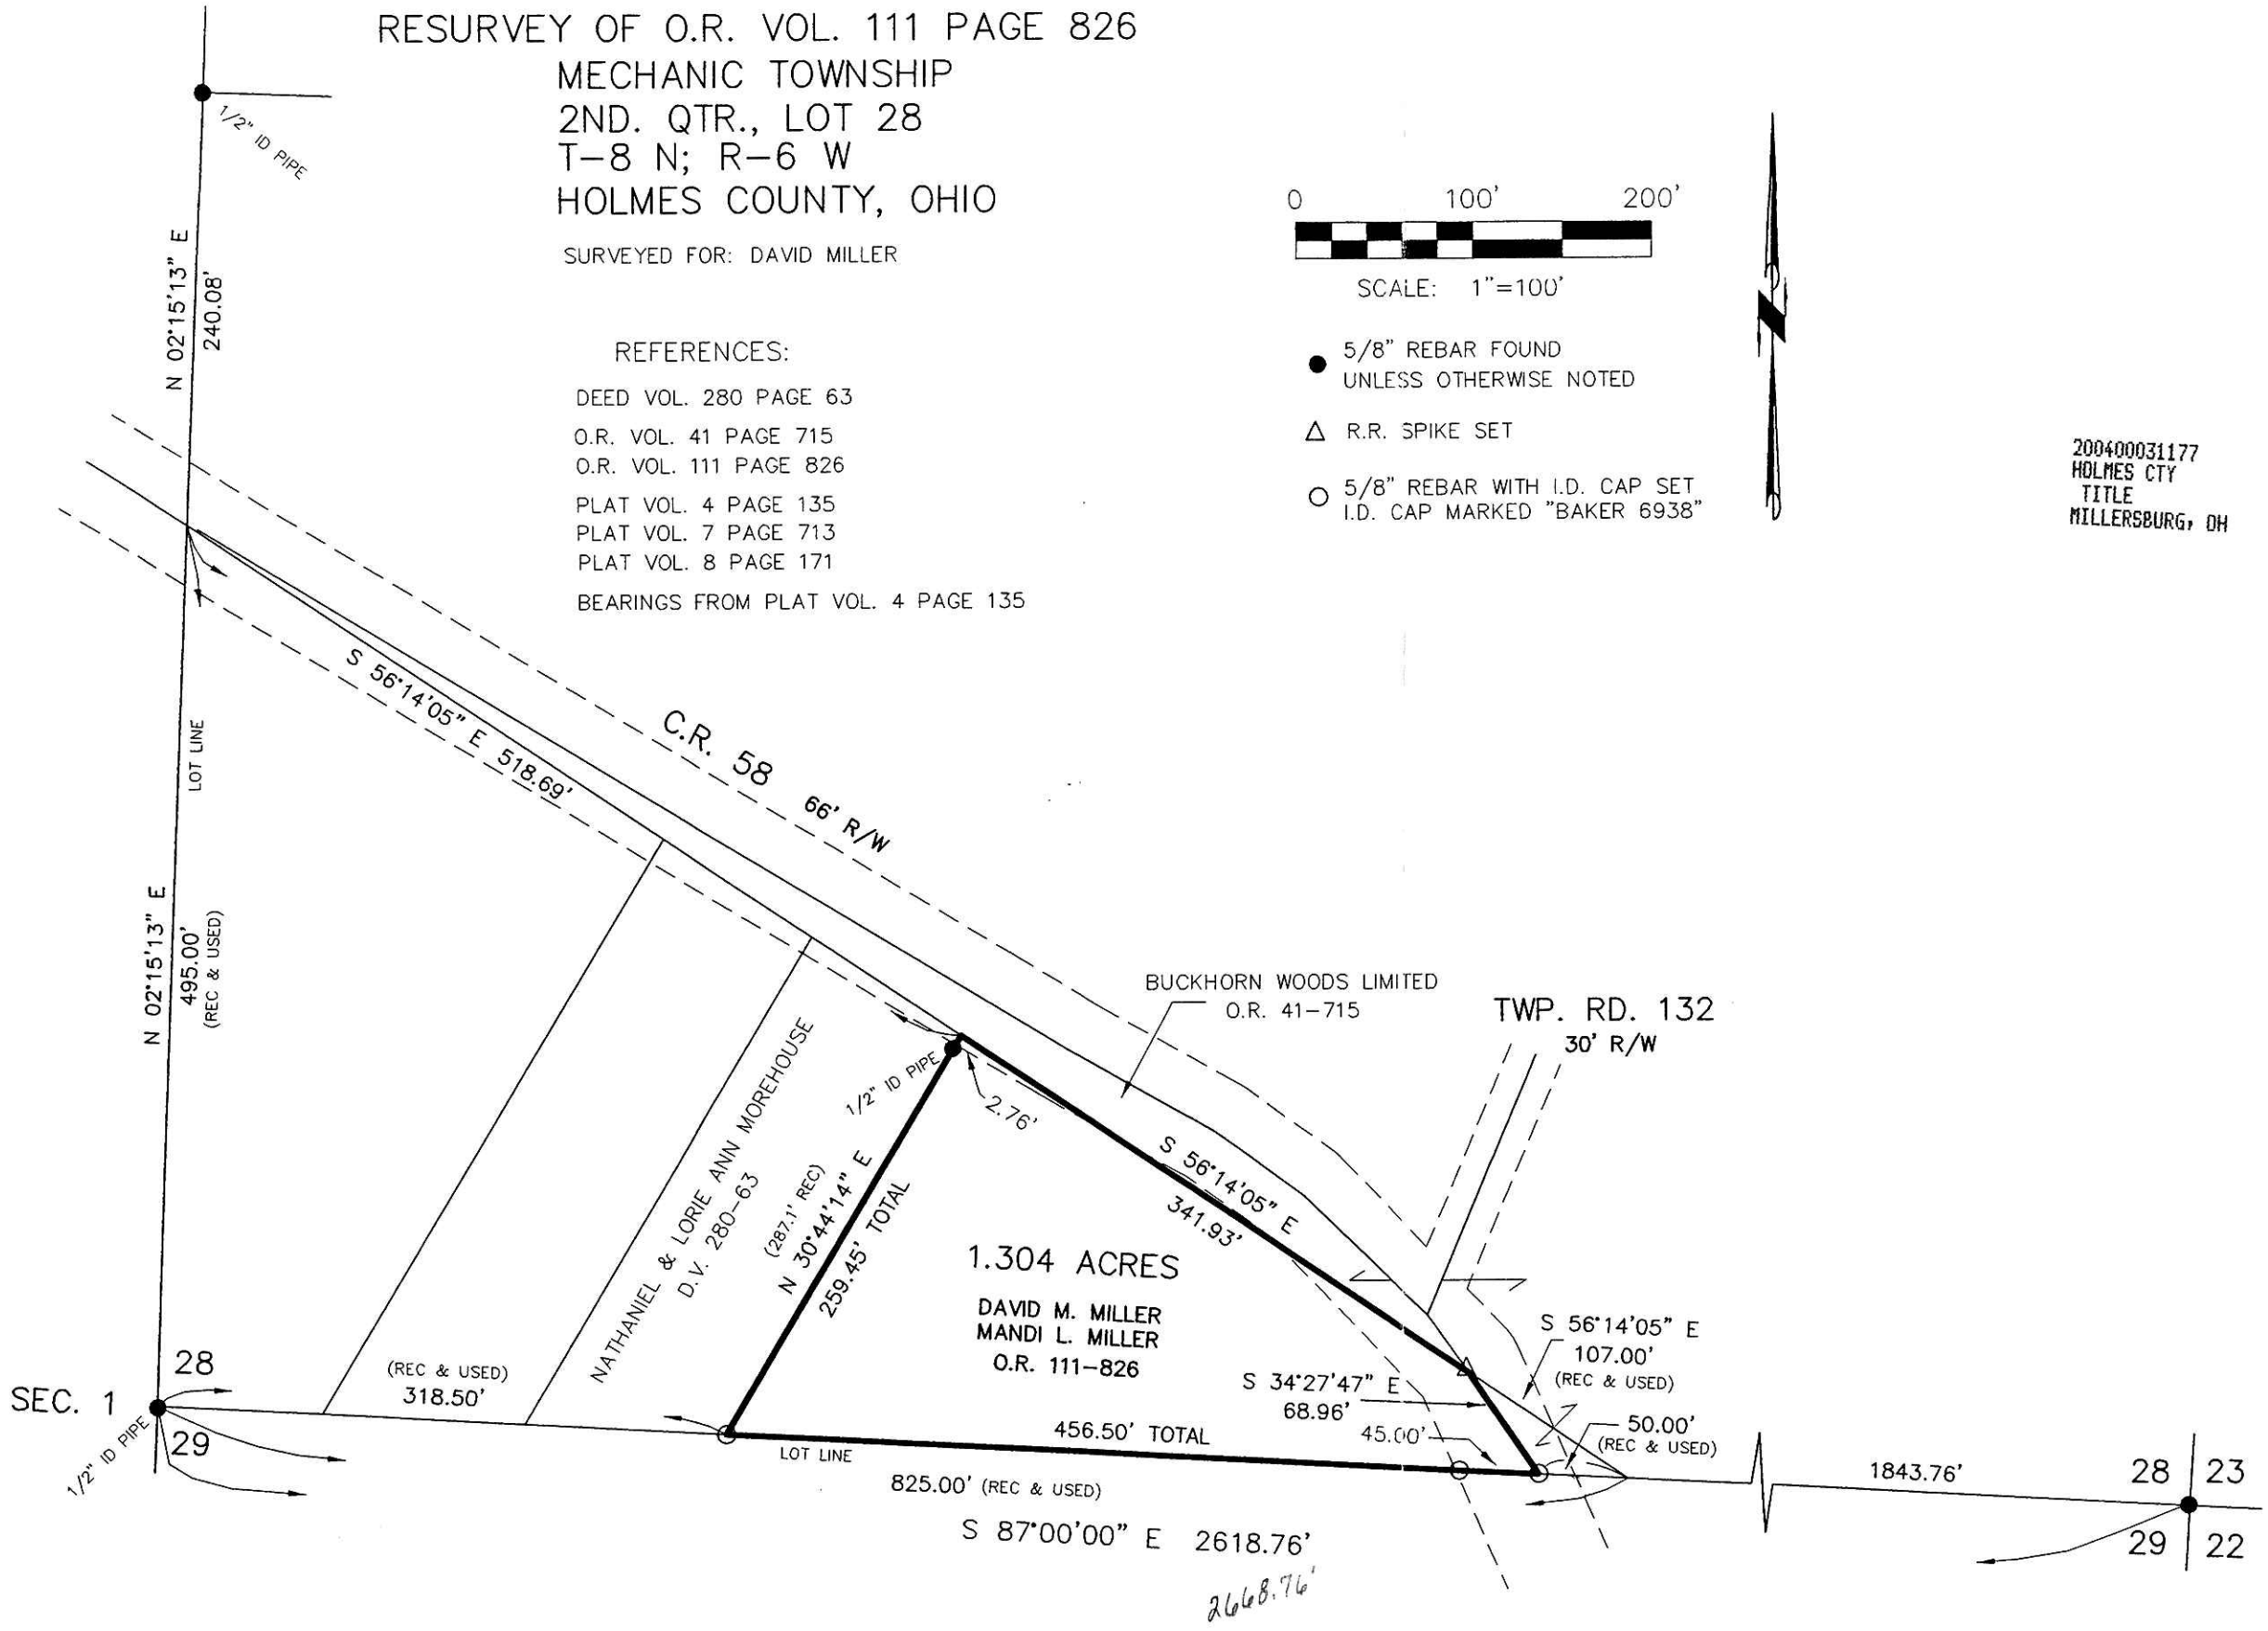 RESURVEY OF O.R. VOL. 111 PAGE 826
MECHANIC TOWNSHIP
2ND. QTR., LOT 28
T-8 N; R-6 W
HOLMES COUNTY, OHIO
SURVEYED FOR: DAVID MILLER
REFERENCES:
DEED VOL. 280 PAGE 63
O.R. VOL. 41 PAGE 715
O.R. VOL. 111 PAGE 826
PLAT VOL. 4 PAGE 135
PLAT VOL. 7 PAGE 713
PLAT VOL. 8 PAGE 171
BEARINGS FROM PLAT VOL. 4 PAGE 135
0 100' 200'
SCALE: 1"=100'
5/8" REBAR FOUND
UNLESS OTHERWISE NOTED
R.R. SPIKE SET
5/8" REBAR WITH I.D. CAP SET
I.D. CAP MARKED "BAKER 6938"
N
200400031177
HOLMES CTY
TITLE
MILLERSBURG, OH
1/2" ID PIPE
N 02°15'13" E
240.08'
S 56°14'05" E 518.69'
C.R. 58 66' R/W
LOT LINE
N 02°15'13" E
495.00'
(REC & USED)
BUCKHORN WOODS LIMITED
O.R. 41-715
TWP. RD. 132
30' R/W
NATHANIEL & LORIE ANN MOREHOUSE
D.V. 280-63
1/2" ID PIPE
2.76'
(287.1' REC)
N 30°44'14" E
259.45' TOTAL
S 56°14'05" E
341.93'
1.304 ACRES
DAVID M. MILLER
MANDI L. MILLER
O.R. 111-826
S 56°14'05" E
107.00'
(REC & USED)
S 34°27'47" E
68.96'
50.00'
(REC & USED)
45.00'
456.50' TOTAL
(REC & USED)
318.50'
28
SEC. 1
29
1/2" ID PIPE
LOT LINE
825.00' (REC & USED)
S 87°00'00" E 2618.76'
2668.76'
1843.76'
28 23
29 22